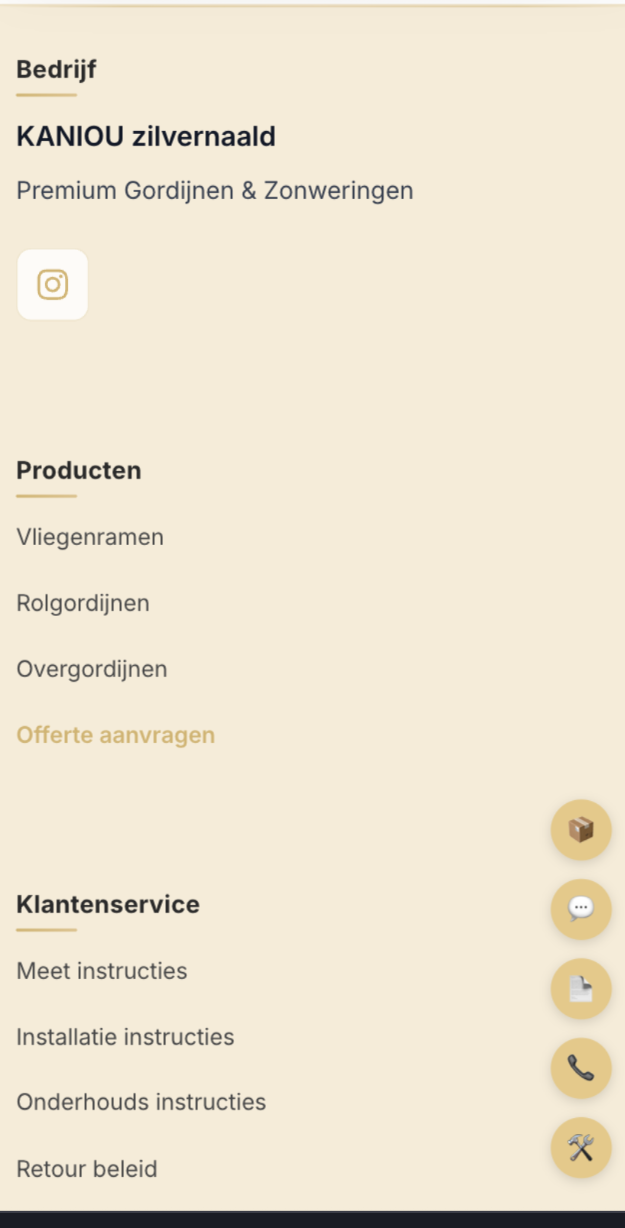 Bedrijf
KANIOU zilvernaald
Premium Gordijnen & Zonweringen
Producten
Vliegenramen
Rolgordijnen
Overgordijnen
Offerte aanvragen
Klantenservice
Meet instructies
Installatie instructies
Onderhouds instructies
Retour beleid